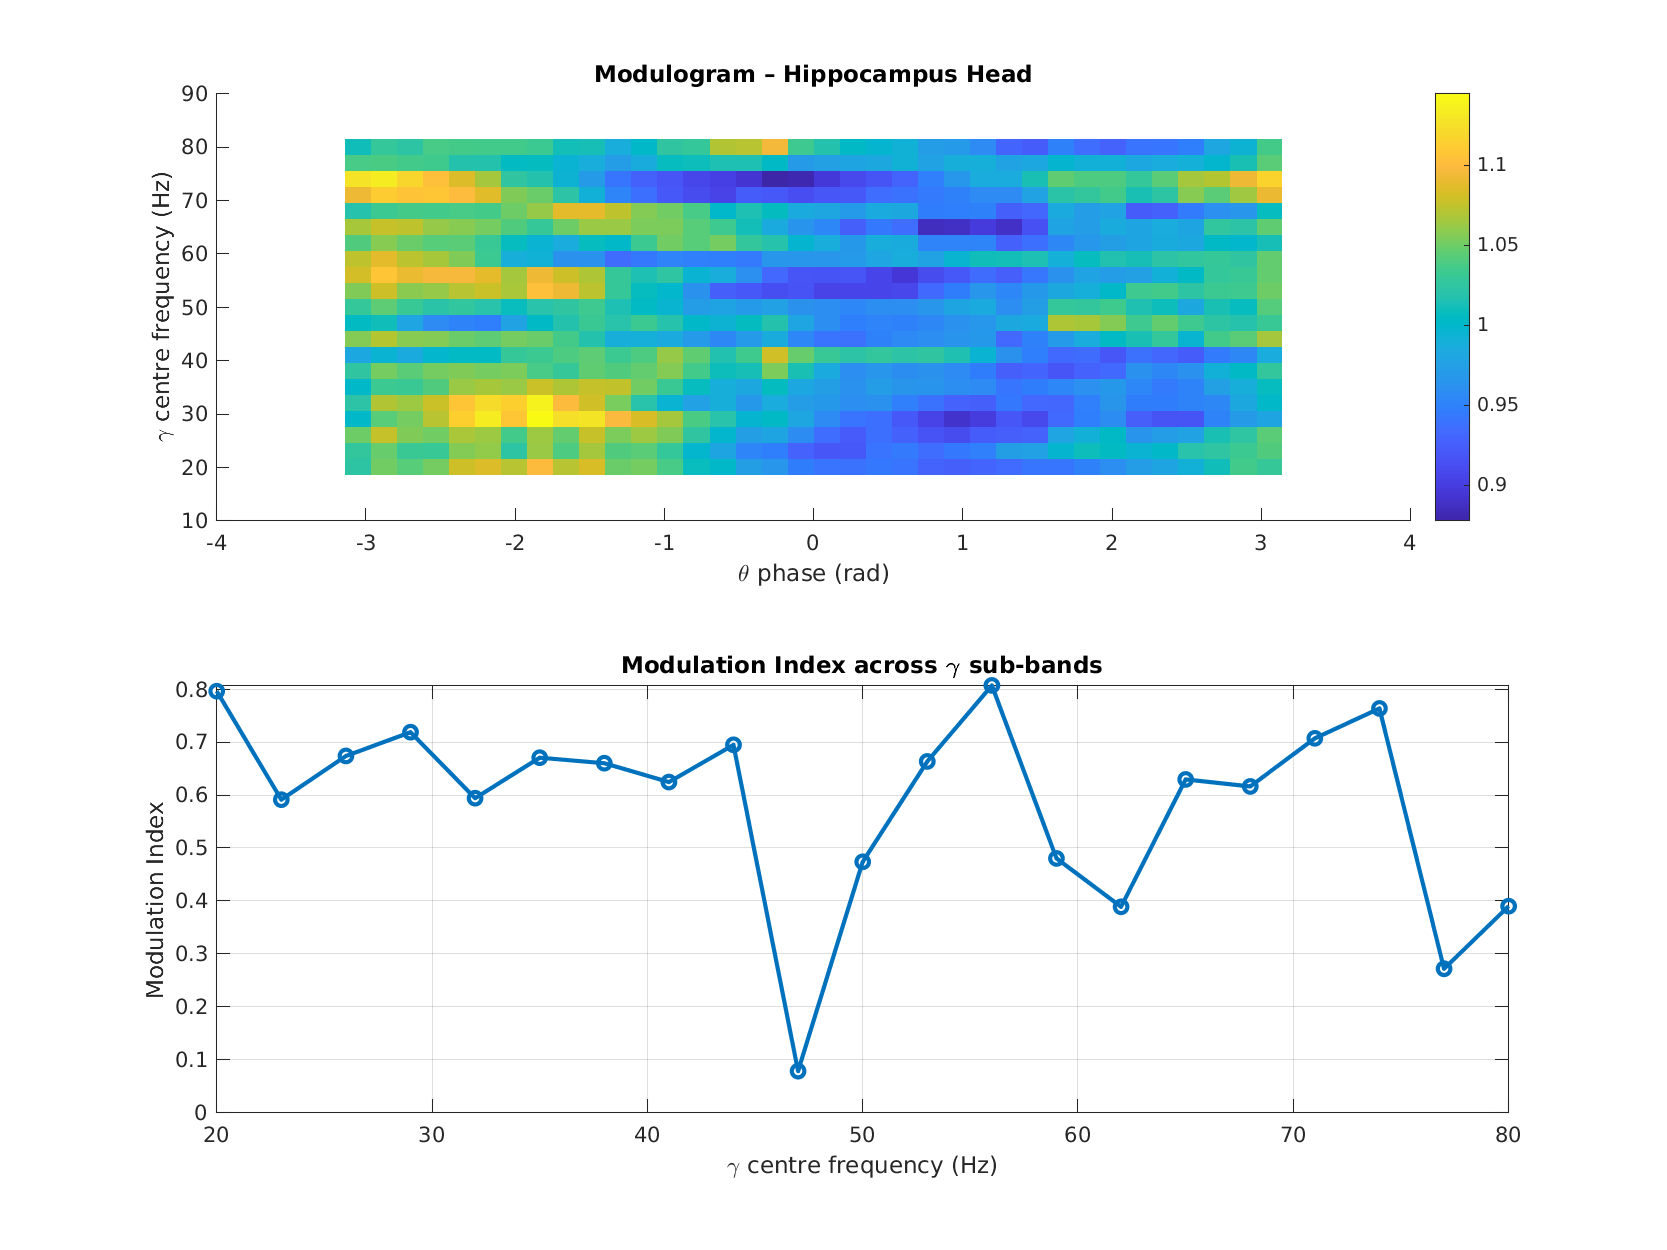 Modulogram – Hippocampus Head
90
80
70
60
50
40
30
20
10
γ centre frequency (Hz)
-4 -3 -2 -1 0 1 2 3 4
θ phase (rad)
1.1
1.05
1
0.95
0.9
Modulation Index across γ sub-bands
0.8
0.7
0.6
0.5
0.4
0.3
0.2
0.1
0
Modulation Index
20 30 40 50 60 70 80
γ centre frequency (Hz)